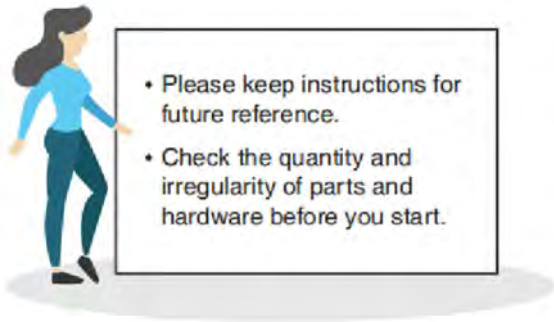 • Please keep instructions for
future reference.
• Check the quantity and
irregularity of parts and
hardware before you start.